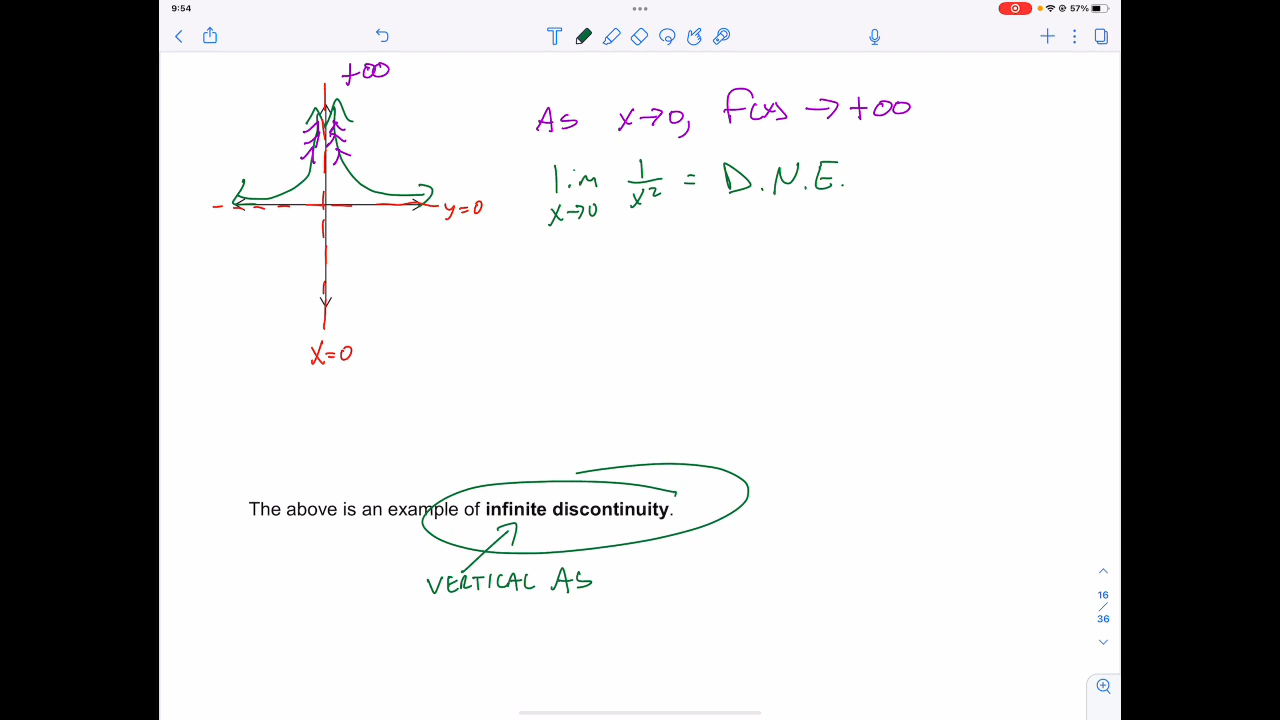 9:54
57%
T
+∞
As x→0, f(x) → +∞
lim 1/x² = D.N.E.
x→0
y=0
x=0
The above is an example of infinite discontinuity.
VERTICAL AS
16
/
36